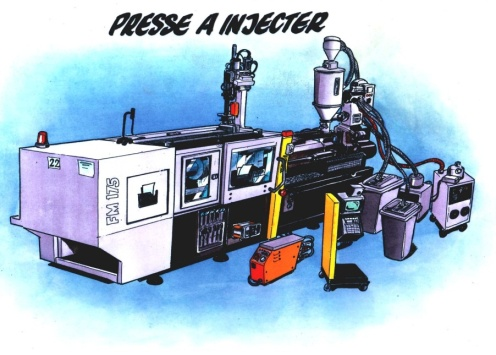 PRESSE A INJECTER
22
FM 175